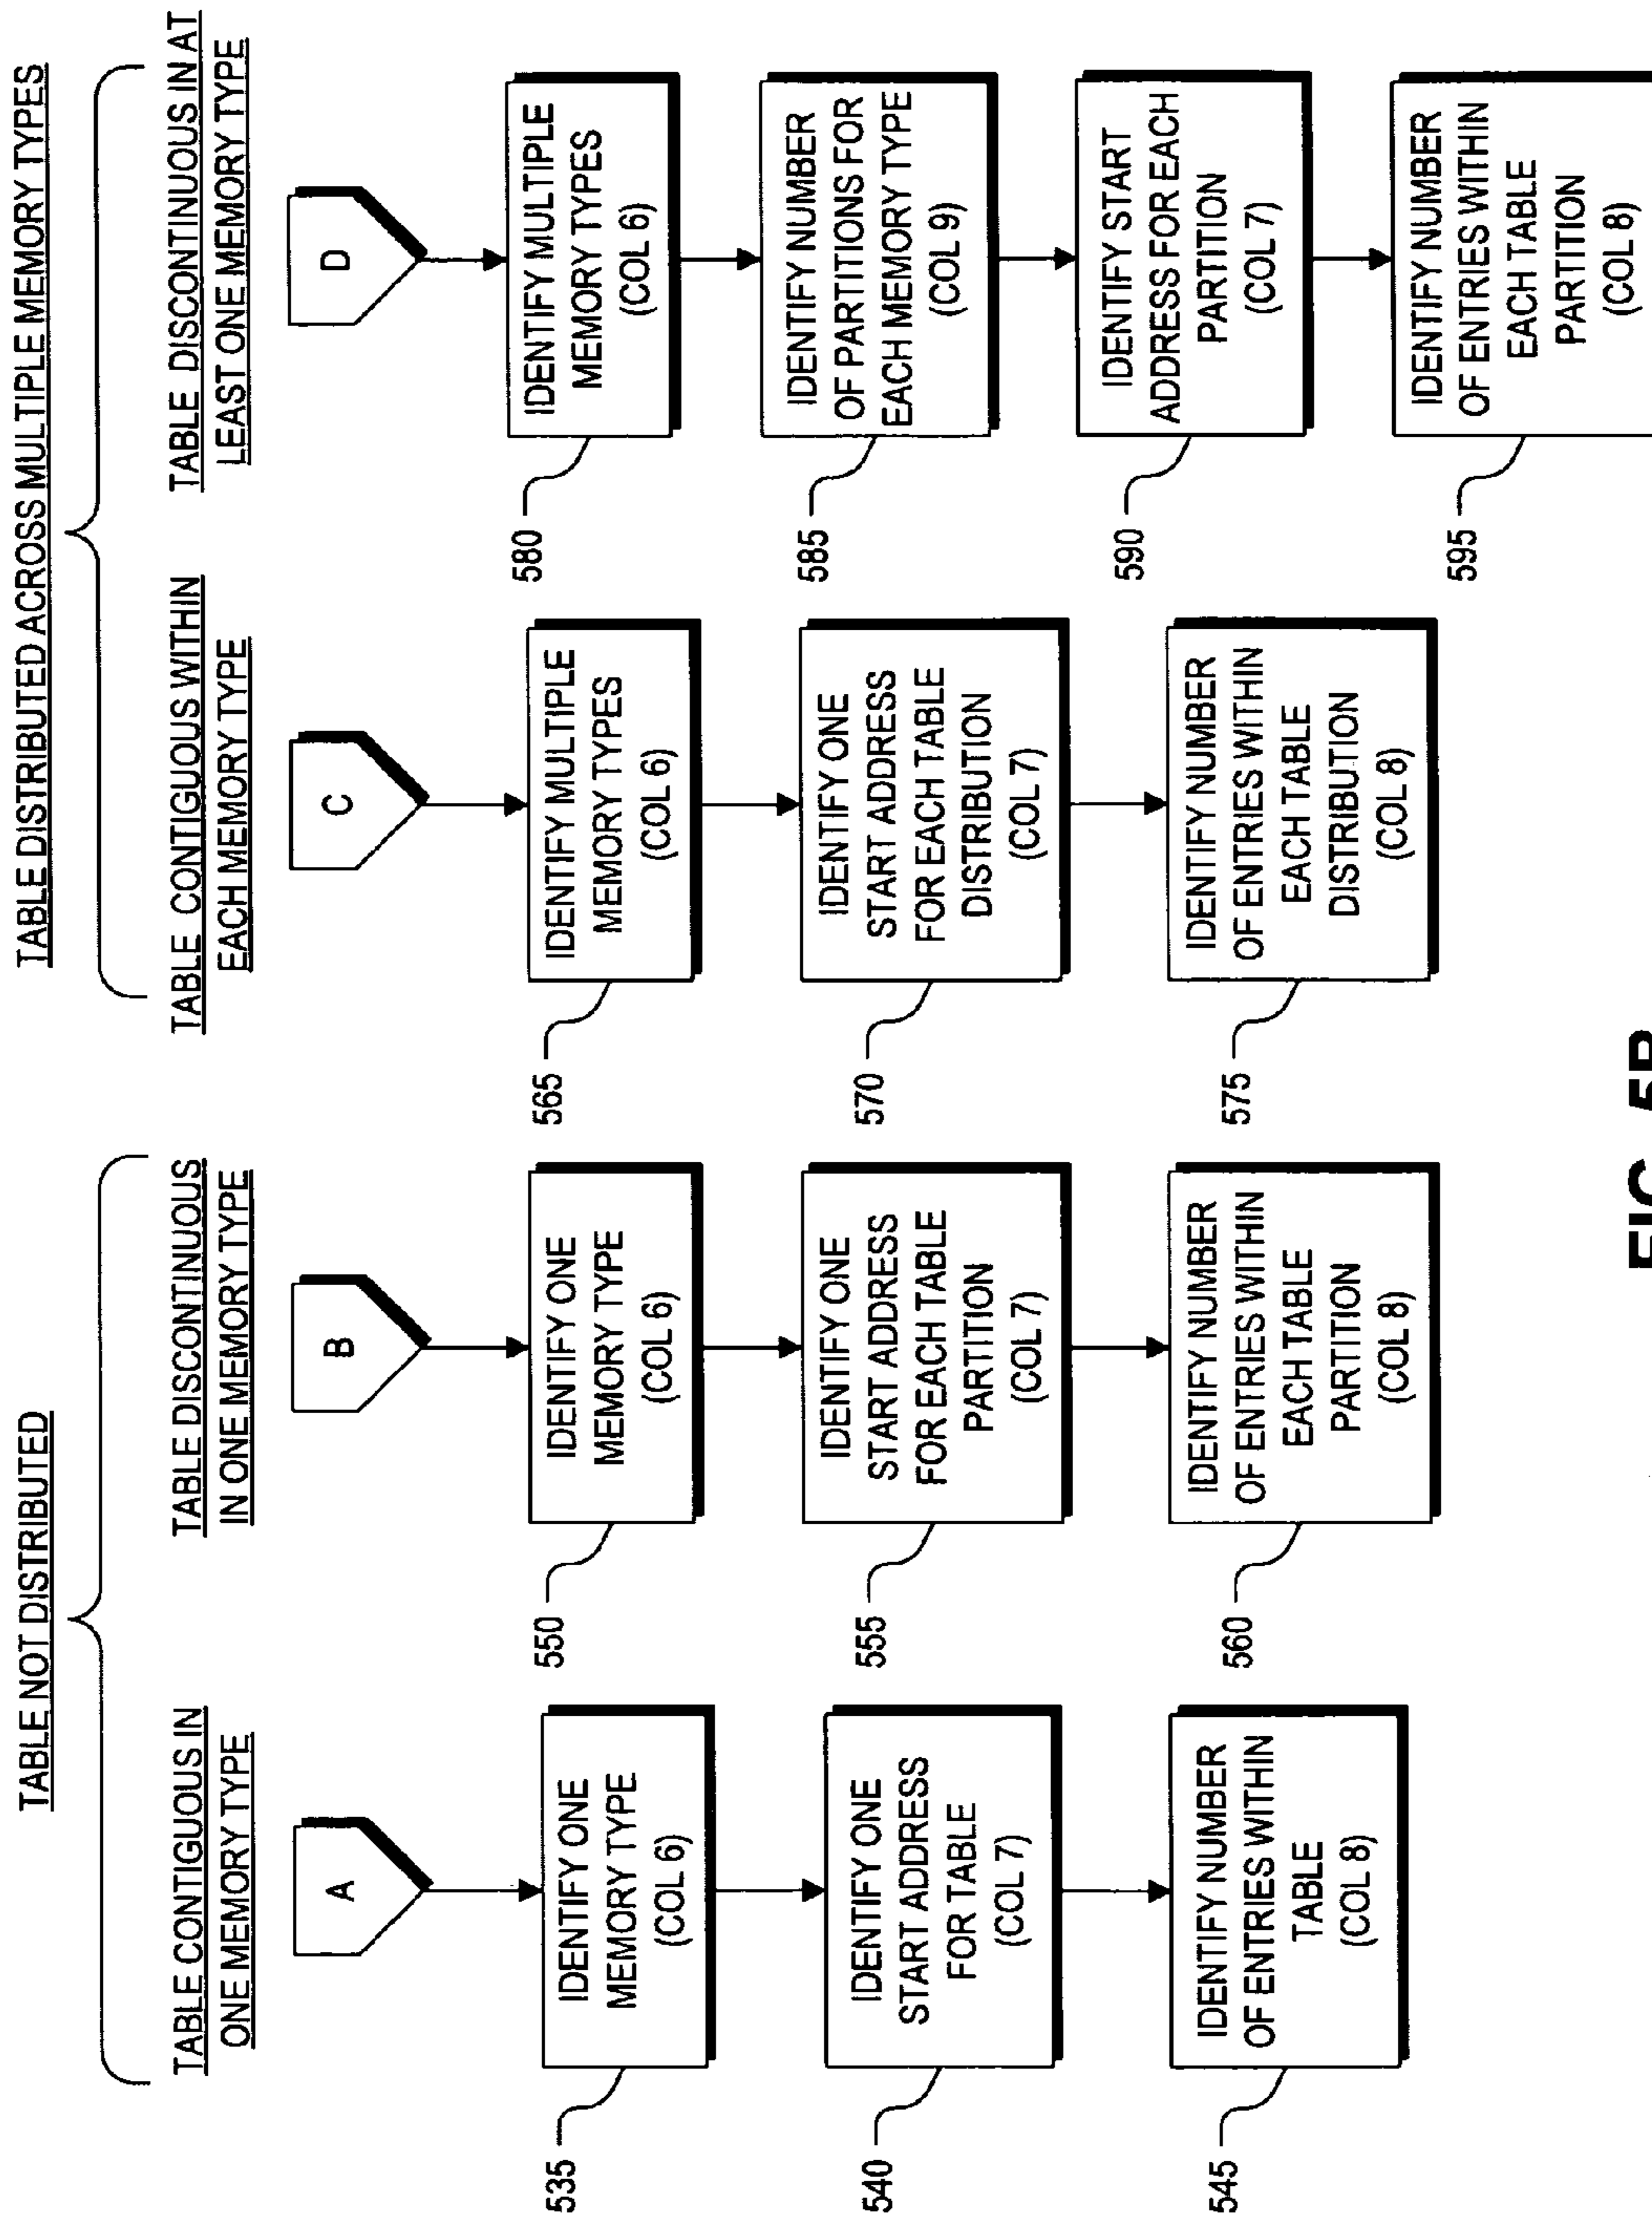 TABLE NOT DISTRIBUTED
TABLE CONTIGUOUS IN
ONE MEMORY TYPE
A
535
IDENTIFY ONE
MEMORY TYPE
(COL 6)
540
IDENTIFY ONE
START ADDRESS
FOR TABLE
(COL 7)
545
IDENTIFY NUMBER
OF ENTRIES WITHIN
TABLE
(COL 8)
TABLE DISCONTINUOUS
IN ONE MEMORY TYPE
B
550
IDENTIFY ONE
MEMORY TYPE
(COL 6)
555
IDENTIFY ONE
START ADDRESS
FOR EACH TABLE
PARTITION
(COL 7)
560
IDENTIFY NUMBER
OF ENTRIES WITHIN
EACH TABLE
PARTITION
(COL 8)
TABLE DISTRIBUTED ACROSS MULTIPLE MEMORY TYPES
TABLE CONTIGUOUS WITHIN
EACH MEMORY TYPE
C
565
IDENTIFY MULTIPLE
MEMORY TYPES
(COL 6)
570
IDENTIFY ONE
START ADDRESS
FOR EACH TABLE
DISTRIBUTION
(COL 7)
575
IDENTIFY NUMBER
OF ENTRIES WITHIN
EACH TABLE
DISTRIBUTION
(COL 8)
TABLE DISCONTINUOUS IN AT
LEAST ONE MEMORY TYPE
D
580
IDENTIFY MULTIPLE
MEMORY TYPES
(COL 6)
585
IDENTIFY NUMBER
OF PARTITIONS FOR
EACH MEMORY TYPE
(COL 9)
590
IDENTIFY START
ADDRESS FOR EACH
PARTITION
(COL 7)
595
IDENTIFY NUMBER
OF ENTRIES WITHIN
EACH TABLE
PARTITION
(COL 8)